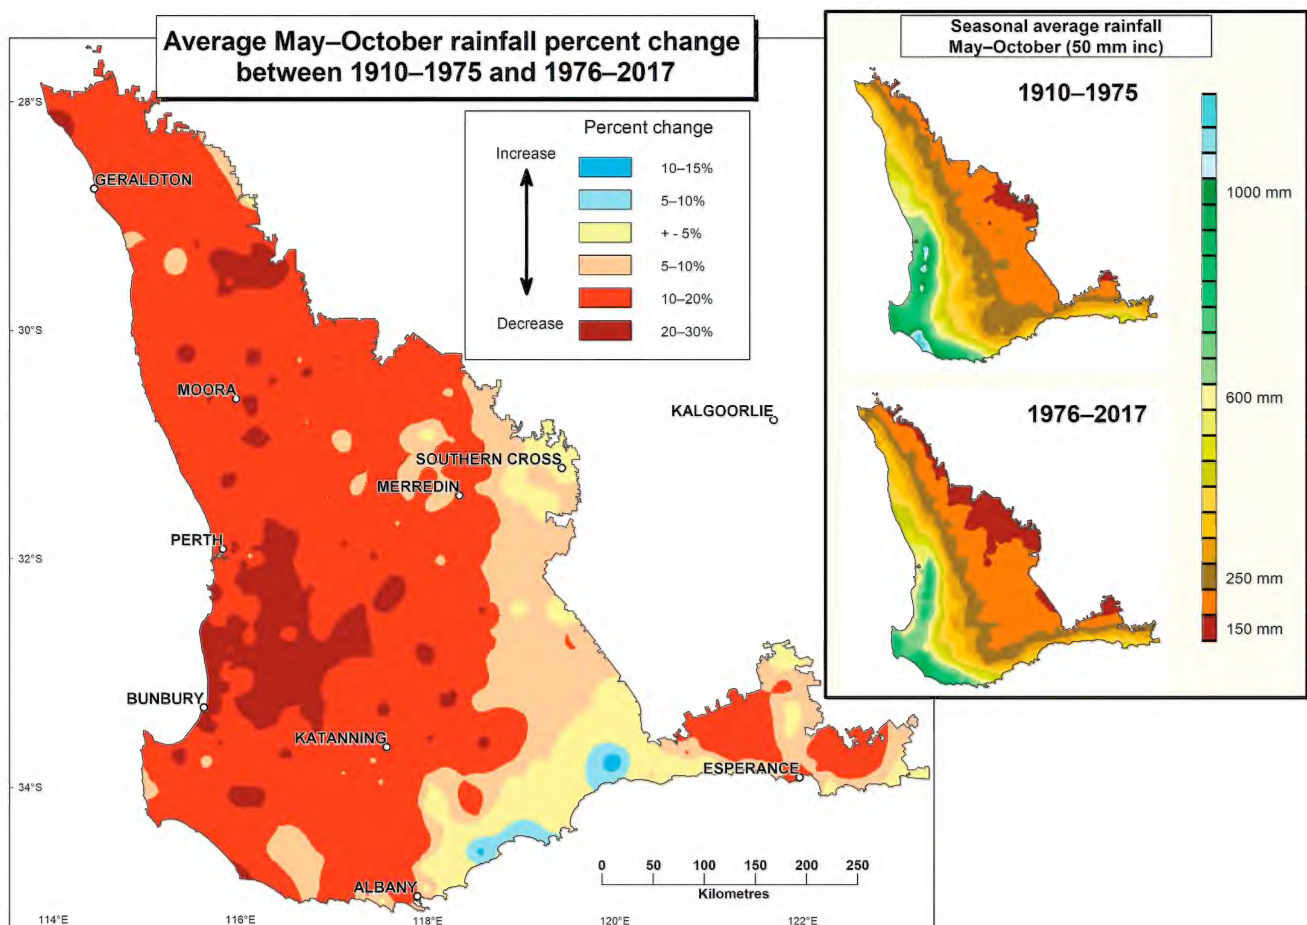 Average May–October rainfall percent change
between 1910–1975 and 1976–2017
Percent change
Increase
Decrease
10–15%
5–10%
+ - 5%
5–10%
10–20%
20–30%
28°S
30°S
32°S
34°S
114°E
116°E
118°E
120°E
122°E
GERALDTON
MOORA
KALGOORLIE
SOUTHERN CROSS
MERREDIN
PERTH
BUNBURY
KATANNING
ESPERANCE
ALBANY
0 50 100 150 200 250
Kilometres
Seasonal average rainfall
May–October (50 mm inc)
1910–1975
1976–2017
1000 mm
600 mm
250 mm
150 mm